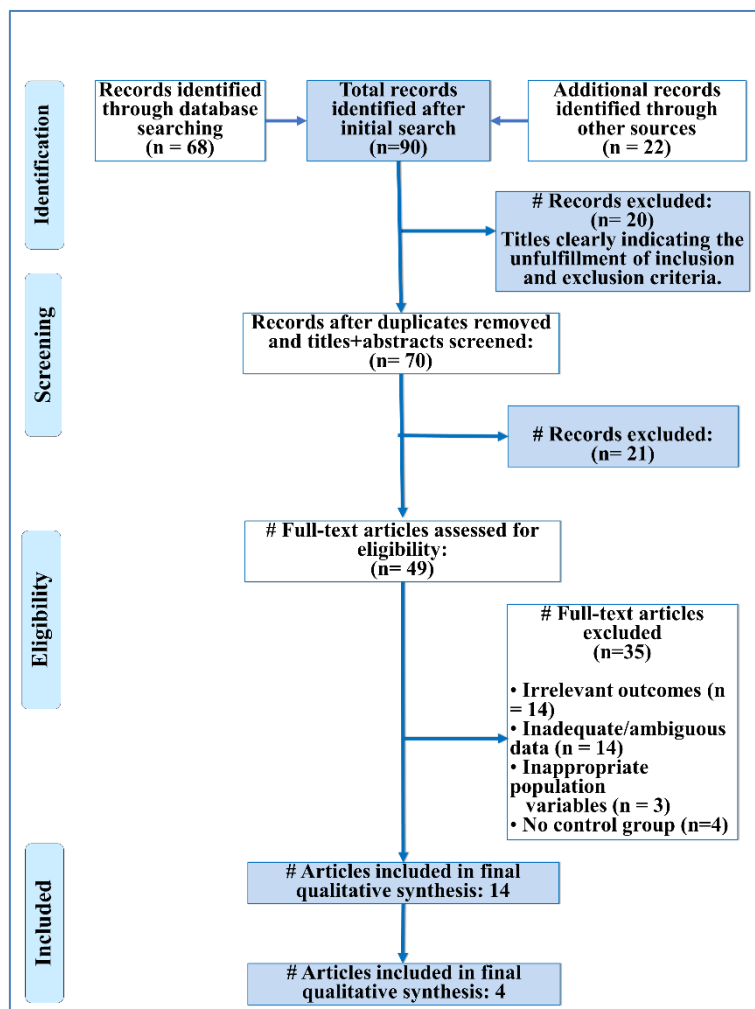 Identification
Records identified
through database
searching
(n = 68)
Total records
identified after
initial search
(n=90)
Additional records
identified through
other sources
(n = 22)
# Records excluded:
(n= 20)
Titles clearly indicating the
unfulfillment of inclusion
and exclusion criteria.
Screening
Records after duplicates removed
and titles+abstracts screened:
(n= 70)
# Records excluded:
(n= 21)
Eligibility
# Full-text articles assessed for
eligibility:
(n= 49)
# Full-text articles
excluded
(n=35)
• Irrelevant outcomes (n
= 14)
• Inadequate/ambiguous
data (n = 14)
• Inappropriate
population
variables (n = 3)
• No control group (n=4)
Included
# Articles included in final
qualitative synthesis: 14
# Articles included in final
qualitative synthesis: 4